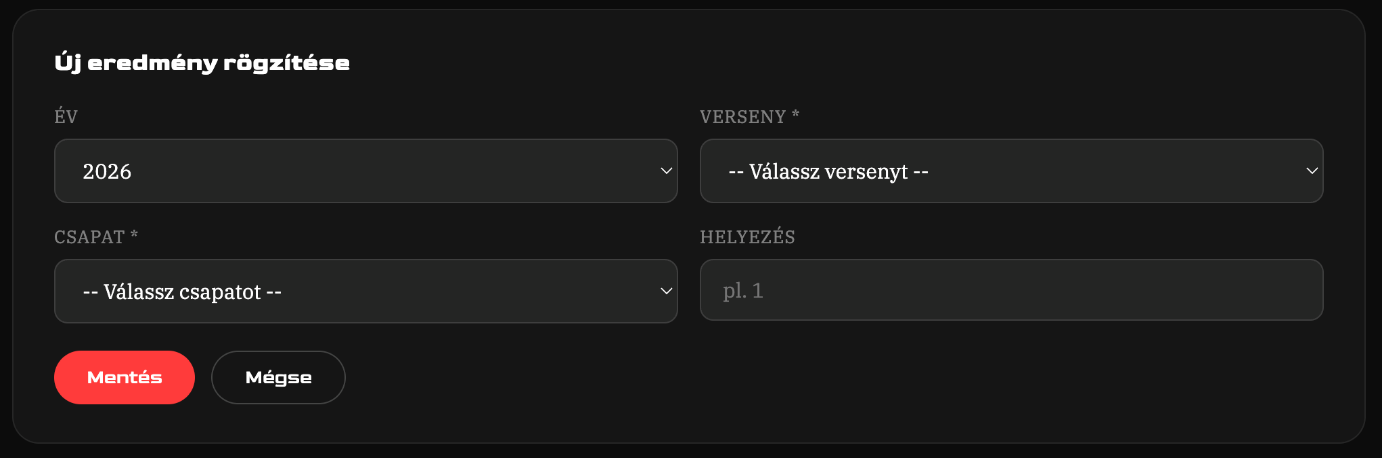 Új eredmény rögzítése
ÉV
2026
VERSENY *
-- Válassz versenyt --
CSAPAT *
-- Válassz csapatot --
HELYEZÉS
pl. 1
Mentés
Mégse